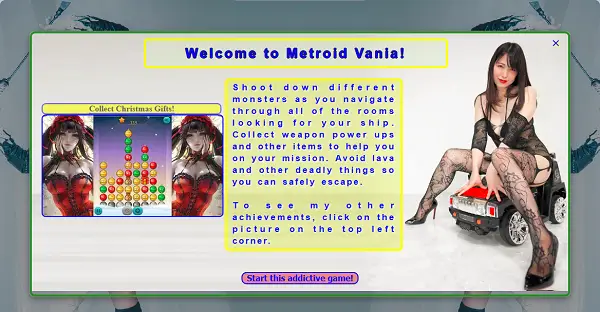 Welcome to Metroid Vania!
Collect Christmas Gifts!
Shoot down different
monsters as you navigate
through all of the rooms
looking for your ship.
Collect weapon power ups
and other items to help you
on your mission. Avoid lava
and other deadly things so
you can safely escape.
To see my other
achievements, click on the
picture on the top left
corner.
Start this addictive game!